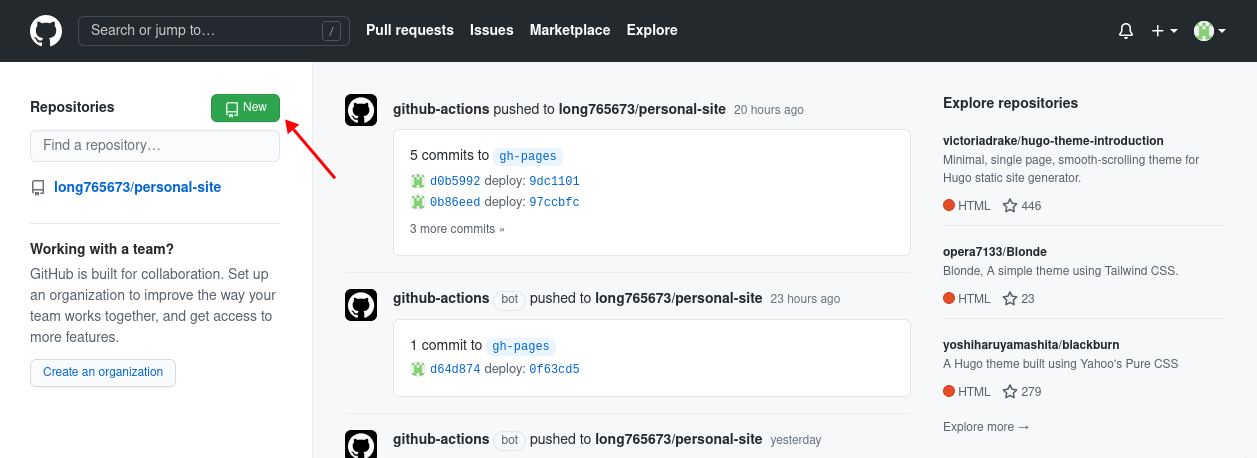 Search or jump to…
/
Pull requests
Issues
Marketplace
Explore
Repositories
New
Find a repository…
long765673/personal-site
Working with a team?
GitHub is built for collaboration. Set up
an organization to improve the way your
team works together, and get access to
more features.
Create an organization
github-actions pushed to long765673/personal-site 20 hours ago
5 commits to gh-pages
d0b5992 deploy: 9dc1101
0b86eed deploy: 97ccbfc
3 more commits »
github-actions bot pushed to long765673/personal-site 23 hours ago
1 commit to gh-pages
d64d874 deploy: 0f63cd5
github-actions bot pushed to long765673/personal-site yesterday
Explore repositories
victoriadrake/hugo-theme-introduction
Minimal, single page, smooth-scrolling theme for
Hugo static site generator.
HTML 446
opera7133/Blonde
Blonde, A simple theme using Tailwind CSS.
HTML 23
yoshiharuyamashita/blackburn
A Hugo theme built using Yahoo's Pure CSS
HTML 279
Explore more →